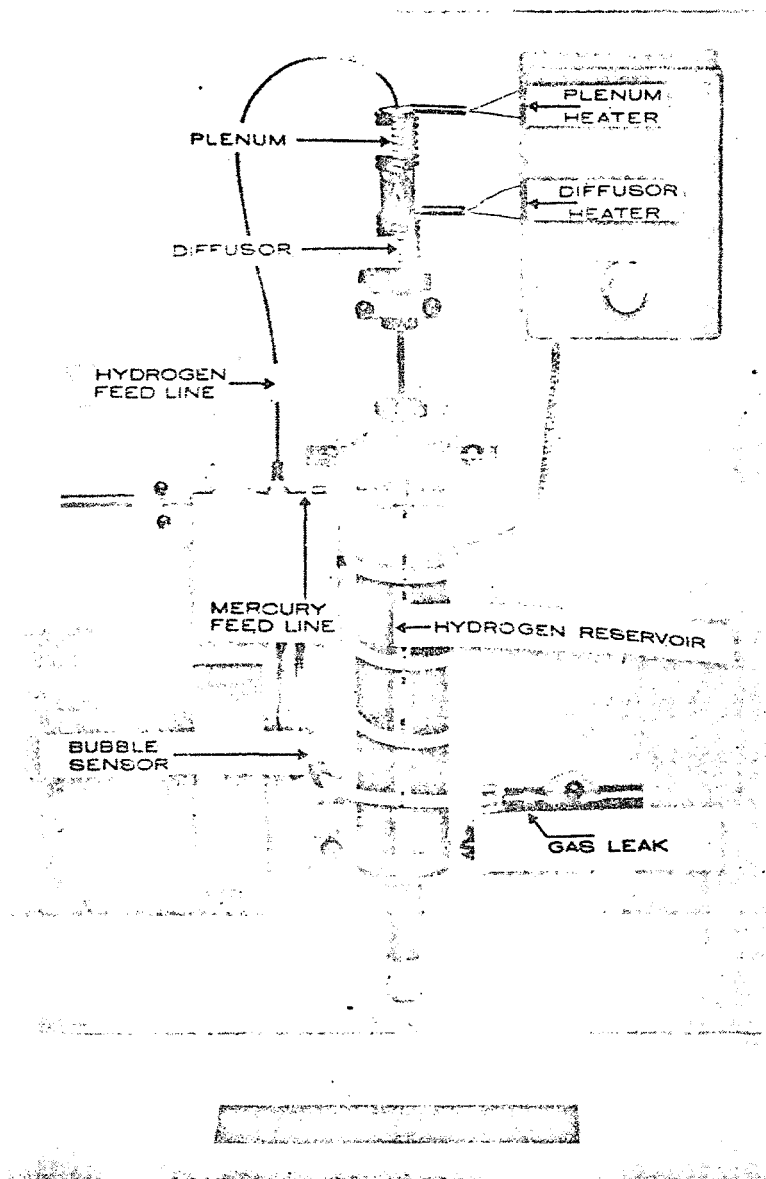 PLENUM
HEATER
PLENUM
DIFFUSOR
HEATER
DIFFUSOR
HYDROGEN
FEED LINE
MERCURY
FEED LINE
HYDROGEN RESERVOIR
BUBBLE
SENSOR
GAS LEAK